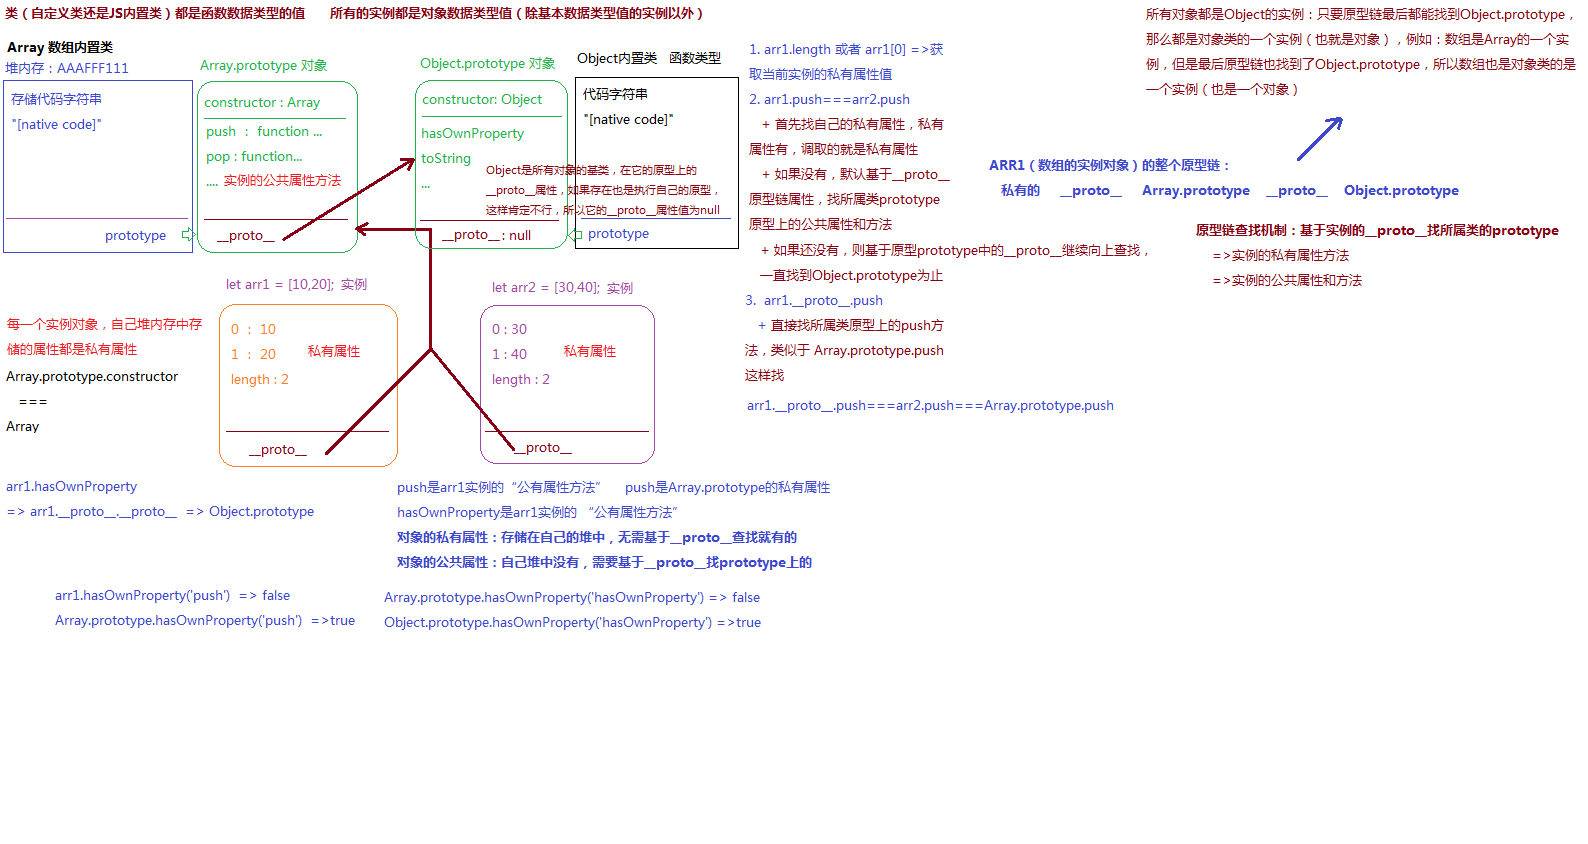 类（自定义类还是JS内置类）都是函数数据类型的值 所有的实例都是对象数据类型值（除基本数据类型值的实例以外）
Array 数组内置类
堆内存：AAAFFF111
存储代码字符串
"[native code]"
prototype
Array.prototype 对象
constructor : Array
push ： function ...
pop : function...
.... 实例的公共属性方法
__proto__
Object.prototype 对象
constructor: Object
hasOwnProperty
toString
...
__proto__ : null
Object内置类 函数类型
代码字符串
"[native code]"
Object是所有对象的基类，在它的原型上的
__proto__属性，如果存在也是执行自己的原型，
这样肯定不行，所以它的__proto__属性值为null
prototype
let arr1 = [10,20]; 实例
0 ： 10
1 ： 20
length : 2
私有属性
__proto__
let arr2 = [30,40]; 实例
0 : 30
1 : 40
length : 2
私有属性
__proto__
每一个实例对象，自己堆内存中存
储的属性都是私有属性
Array.prototype.constructor
===
Array
arr1.hasOwnProperty
=> arr1.__proto__.__proto__ => Object.prototype
push是arr1实例的“公有属性方法” push是Array.prototype的私有属性
hasOwnProperty是arr1实例的 “公有属性方法”
对象的私有属性：存储在自己的堆中，无需基于__proto__查找就有的
对象的公共属性：自己堆中没有，需要基于__proto__找prototype上的
arr1.hasOwnProperty('push') => false
Array.prototype.hasOwnProperty('push') =>true
Array.prototype.hasOwnProperty('hasOwnProperty') => false
Object.prototype.hasOwnProperty('hasOwnProperty') =>true
1. arr1.length 或者 arr1[0] =>获
取当前实例的私有属性值
2. arr1.push===arr2.push
+ 首先找自己的私有属性，私有
属性有，调取的就是私有属性
+ 如果没有，默认基于__proto__
原型链属性，找所属类prototype
原型上的公共属性和方法
+ 如果还没有，则基于原型prototype中的__proto__继续向上查找，
一直找到Object.prototype为止
3. arr1.__proto__.push
+ 直接找所属类原型上的push方
法，类似于 Array.prototype.push
这样找
arr1.__proto__.push===arr2.push===Array.prototype.push
所有对象都是Object的实例：只要原型链最后都能找到Object.prototype，
那么都是对象类的一个实例（也就是对象），例如：数组是Array的一个实
例，但是最后原型链也找到了Object.prototype，所以数组也是对象类的是
一个实例（也是一个对象）
ARR1（数组的实例对象）的整个原型链：
私有的 __proto__ Array.prototype __proto__ Object.prototype
原型链查找机制：基于实例的__proto__找所属类的prototype
=>实例的私有属性方法
=>实例的公共属性和方法